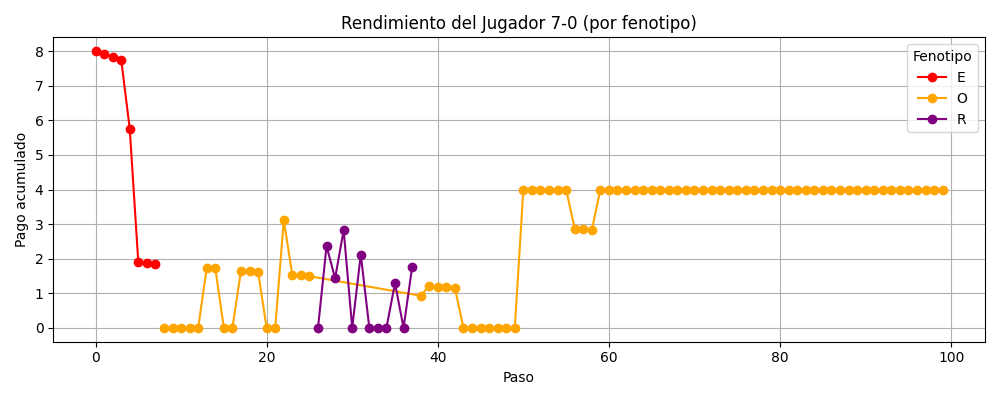 Rendimiento del Jugador 7-0 (por fenotipo)
Pago acumulado
8
7
6
5
4
3
2
1
0
Fenotipo
E
O
R
0 20 40 60 80 100
Paso